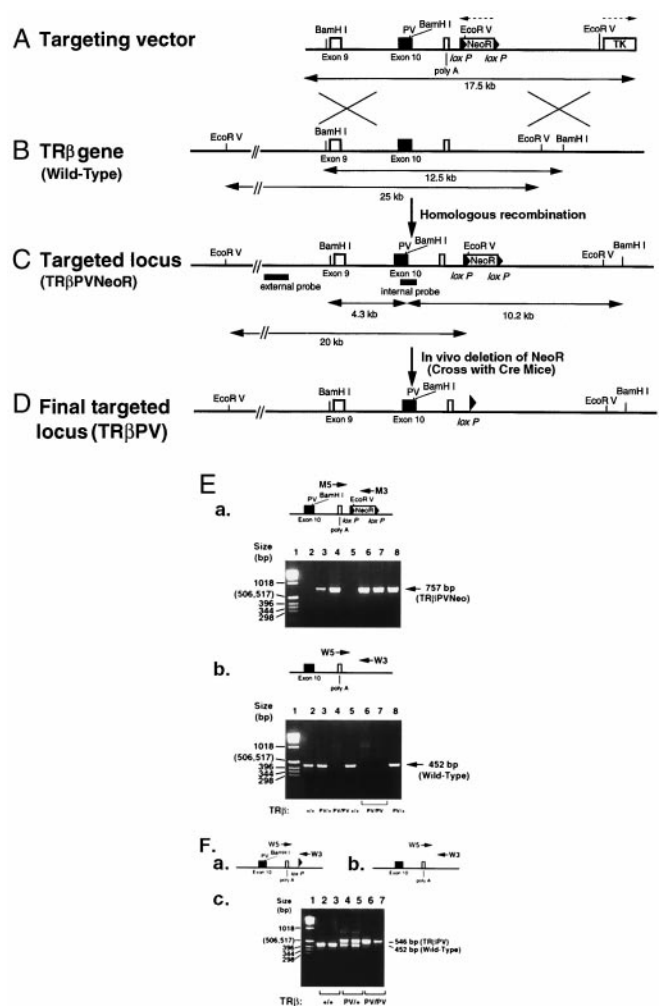 A Targeting vector
BamH I
PV
BamH I
EcoR V
EcoR V
Exon 9
Exon 10
poly A
lox P
NeoR
lox P
TK
17.5 kb
B TRβ gene
(Wild-Type)
EcoR V
BamH I
EcoR V
BamH I
Exon 9
Exon 10
12.5 kb
25 kb
Homologous recombination
C Targeted locus
(TRβPVNeoR)
EcoR V
BamH I
PV
BamH I
EcoR V
EcoR V
BamH I
Exon 9
Exon 10
lox P
NeoR
lox P
external probe
internal probe
4.3 kb
10.2 kb
20 kb
In vivo deletion of NeoR
(Cross with Cre Mice)
D Final targeted
locus (TRβPV)
EcoR V
BamH I
PV
BamH I
EcoR V
BamH I
Exon 9
Exon 10
lox P
E
a.
M5
M3
PV
BamH I
EcoR V
Exon 10
lox P
NeoR
lox P
poly A
Size
(bp)
1 2 3 4 5 6 7 8
1018
(506,517)
396
344
298
757 bp
(TRβPVNeo)
b.
W5
W3
Exon 10
poly A
Size
(bp)
1 2 3 4 5 6 7 8
1018
(506,517)
396
344
298
452 bp
(Wild-Type)
TRβ: +/+ PV/+ PV/PV +/+ PV/PV PV/+
F.
a.
W5
PV
BamH I
W3
Exon 10
poly A
lox P
b.
W5
W3
Exon 10
poly A
c.
Size
(bp)
1 2 3 4 5 6 7
1018
(506,517)
396
344
298
546 bp (TRβPV)
452 bp (Wild-Type)
TRβ: +/+ PV/+ PV/PV